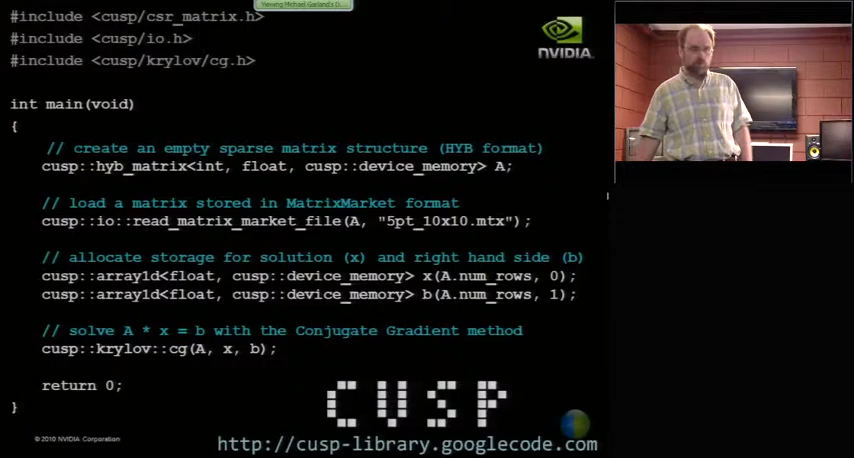 Viewing Michael Garland's D...
#include <cusp/csr_matrix.h>
#include <cusp/io.h>
#include <cusp/krylov/cg.h>
NVIDIA.
int main(void)
{
// create an empty sparse matrix structure (HYB format)
cusp::hyb_matrix<int, float, cusp::device_memory> A;
// load a matrix stored in MatrixMarket format
cusp::io::read_matrix_market_file(A, "5pt_10x10.mtx");
// allocate storage for solution (x) and right hand side (b)
cusp::array1d<float, cusp::device_memory> x(A.num_rows, 0);
cusp::array1d<float, cusp::device_memory> b(A.num_rows, 1);
// solve A * x = b with the Conjugate Gradient method
cusp::krylov::cg(A, x, b);
return 0;
}
CUSP
http://cusp-library.googlecode.com
© 2010 NVIDIA Corporation